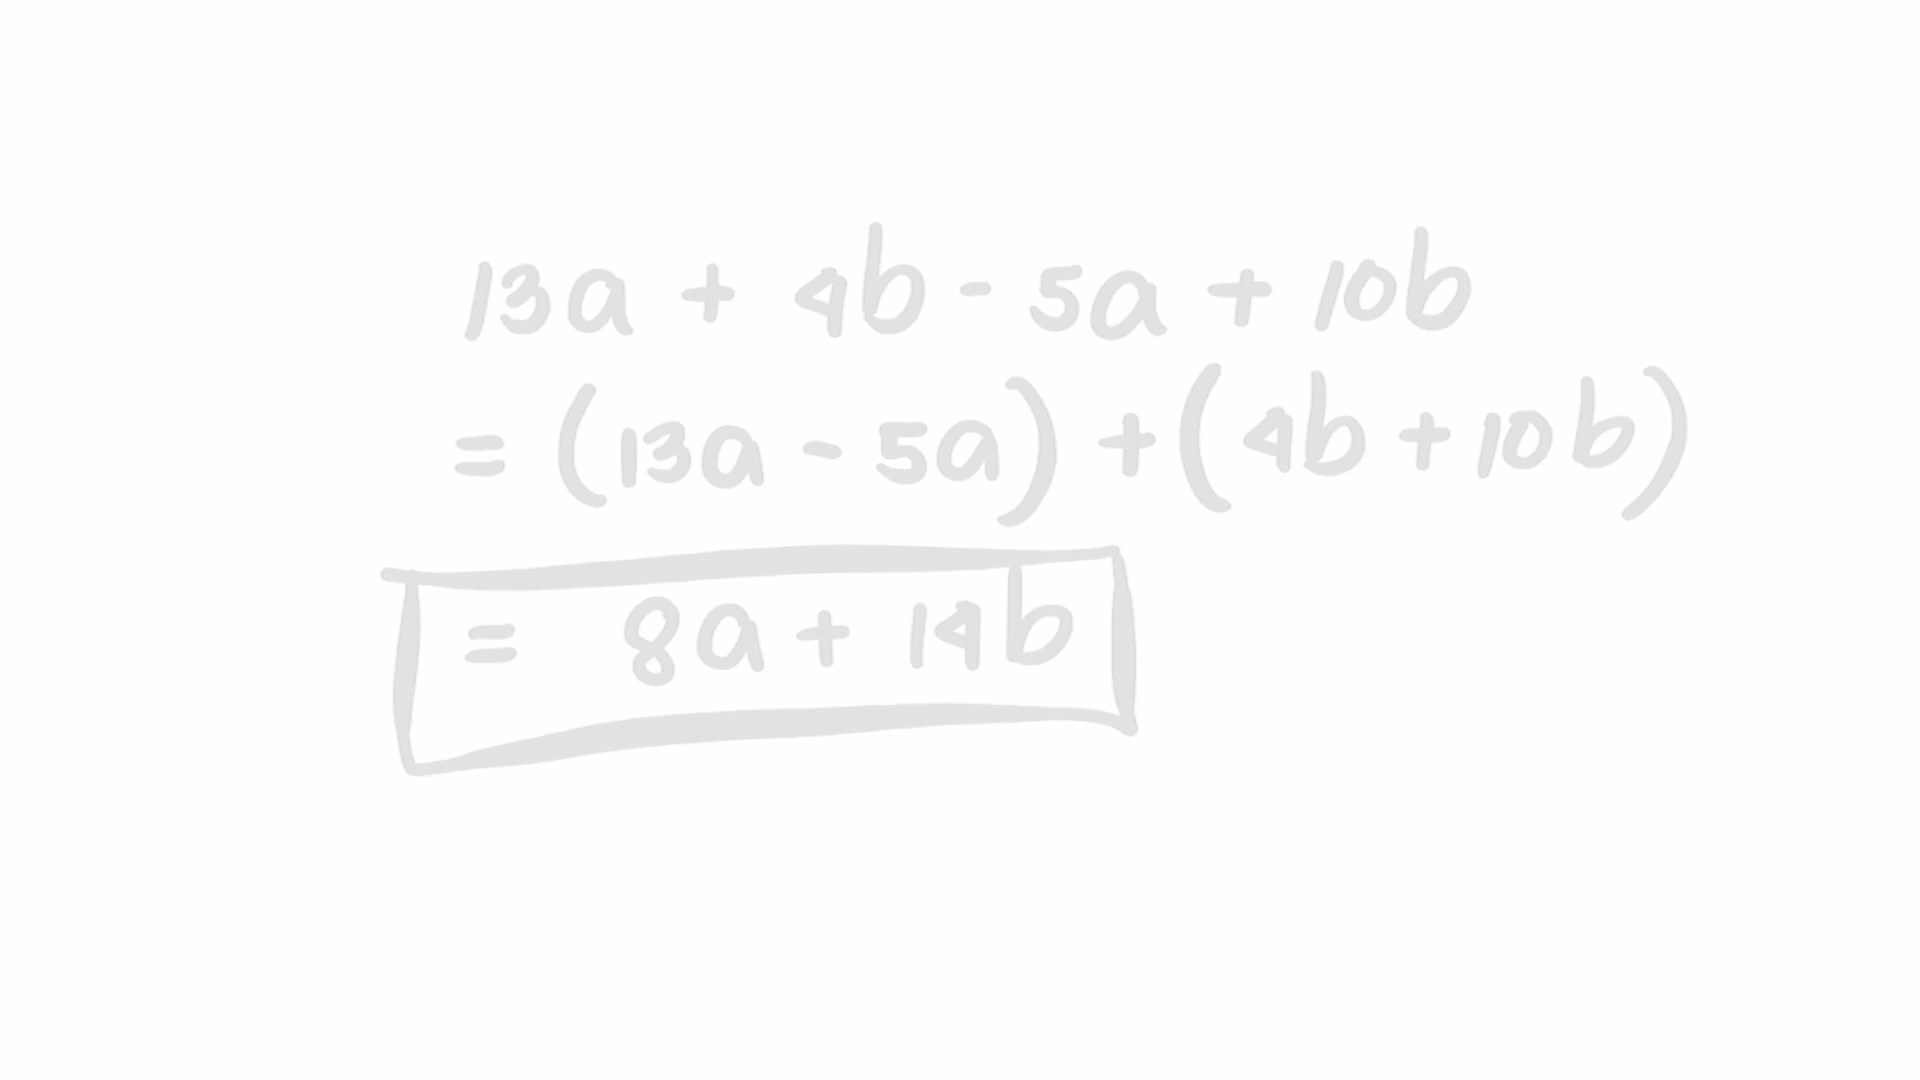 13a + 4b - 5a + 10b
= (13a - 5a) + (4b + 10b)
= 8a + 14b